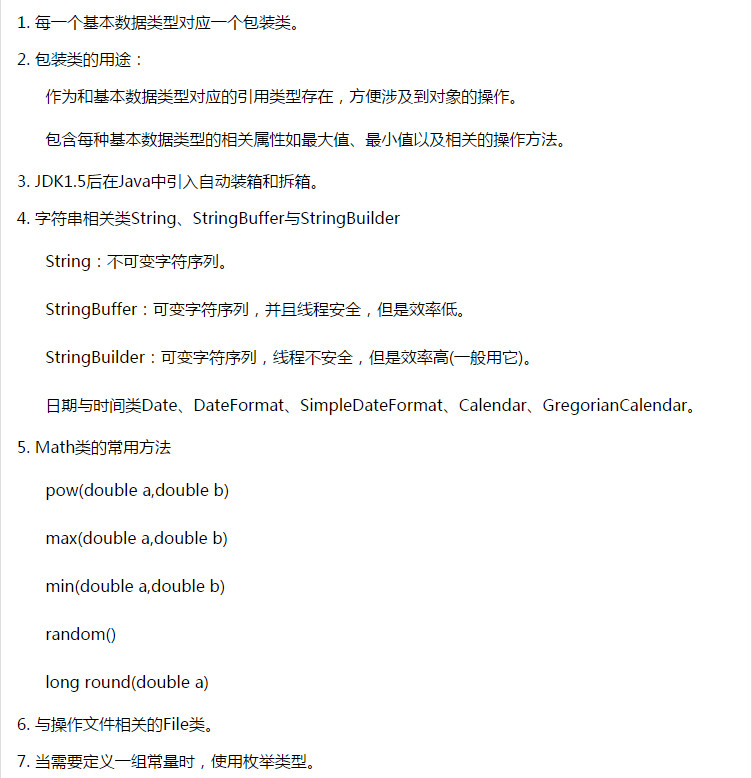 1. 每一个基本数据类型对应一个包装类。
2. 包装类的用途：
作为和基本数据类型对应的引用类型存在，方便涉及到对象的操作。
包含每种基本数据类型的相关属性如最大值、最小值以及相关的操作方法。
3. JDK1.5后在Java中引入自动装箱和拆箱。
4. 字符串相关类String、StringBuffer与StringBuilder
String：不可变字符序列。
StringBuffer：可变字符序列，并且线程安全，但是效率低。
StringBuilder：可变字符序列，线程不安全，但是效率高(一般用它)。
日期与时间类Date、DateFormat、SimpleDateFormat、Calendar、GregorianCalendar。
5. Math类的常用方法
pow(double a,double b)
max(double a,double b)
min(double a,double b)
random()
long round(double a)
6. 与操作文件相关的File类。
7. 当需要定义一组常量时，使用枚举类型。